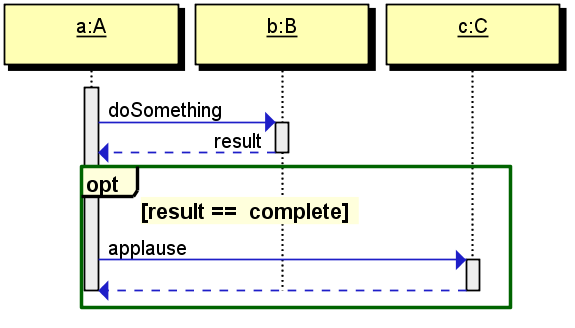 a:A
b:B
c:C
doSomething
result
opt
[result == complete]
applause